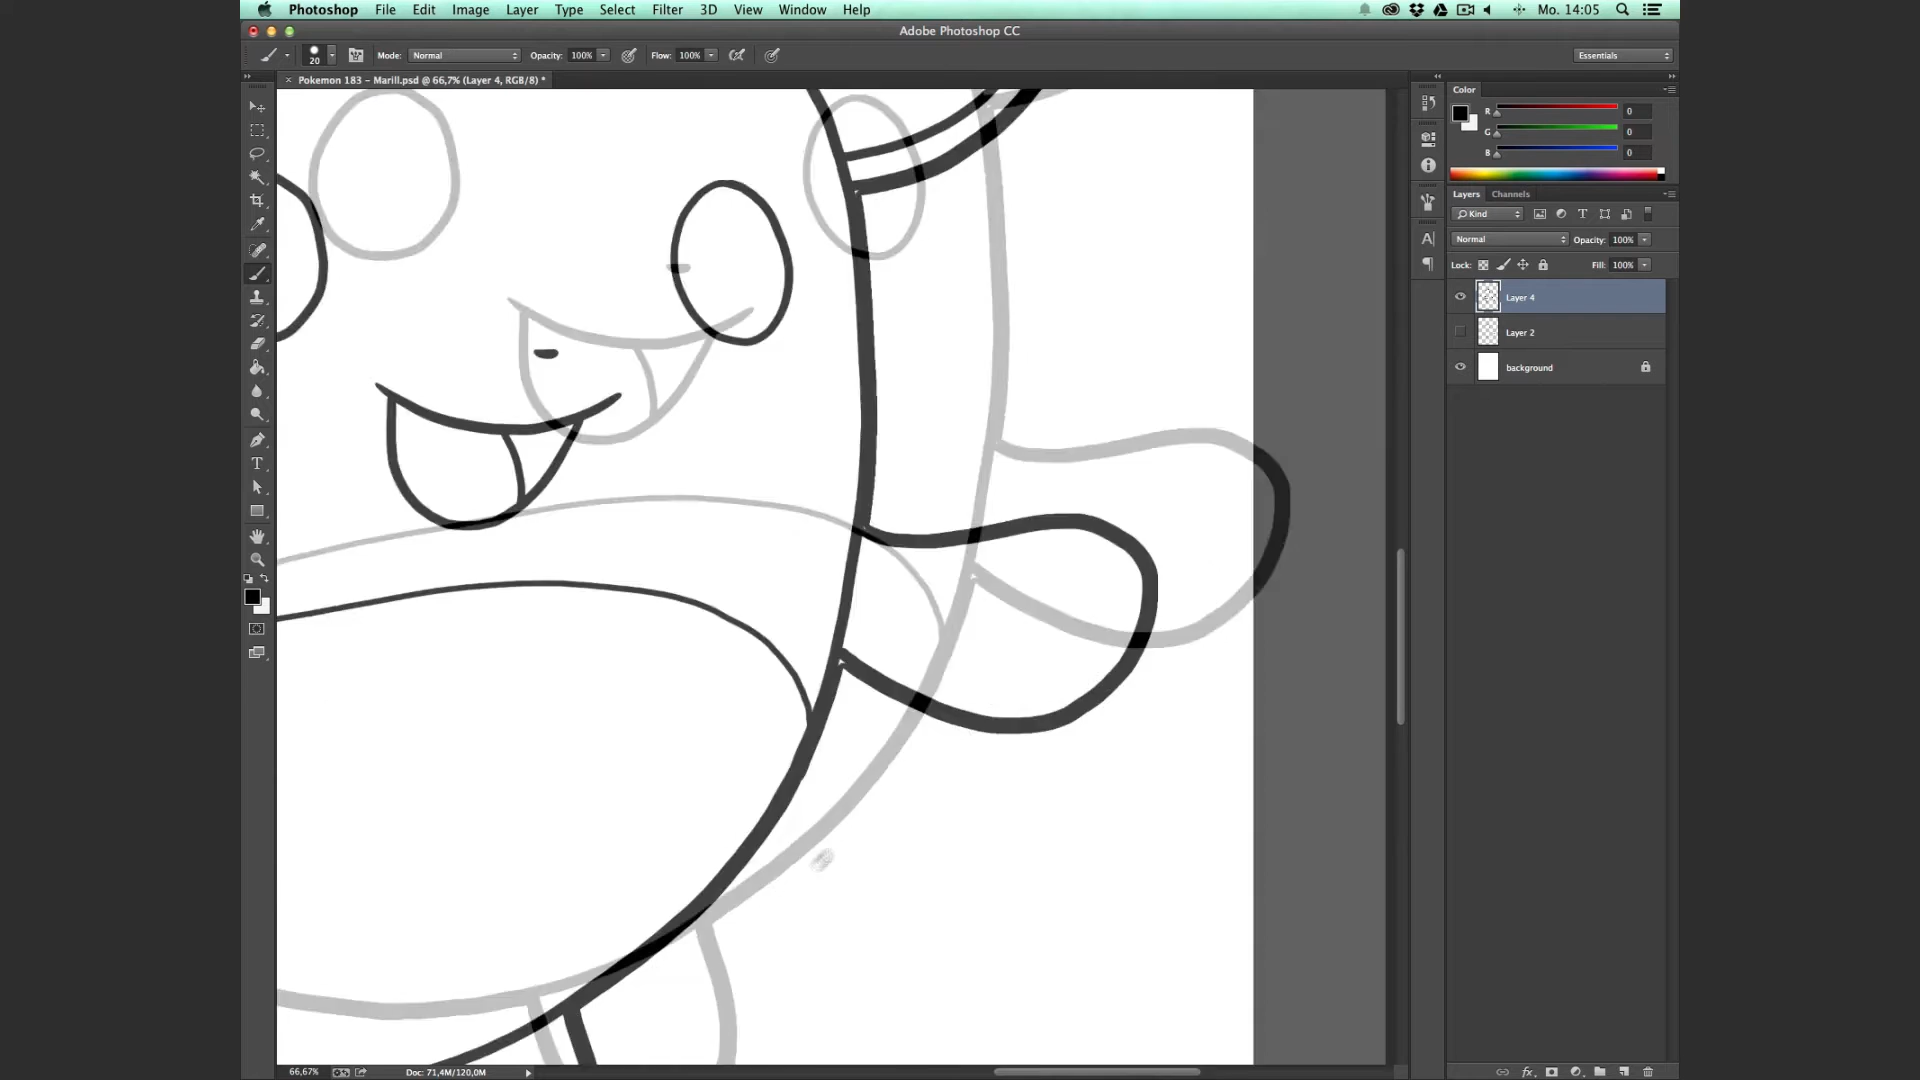 Photoshop File Edit Image Layer Type Select Filter 3D View Window Help Mo. 14:05
Adobe Photoshop CC
20 Mode: Normal Opacity: 100% Flow: 100% Essentials
× Pokemon 183 – Marill.psd @ 66,7% (Layer 4, RGB/8) *
Color
R 0
G 0
B 0
Layers Channels
Kind
Normal Opacity: 100%
Lock: Fill: 100%
Layer 4
Layer 2
background
66,67% Doc: 71,4M/120,0M